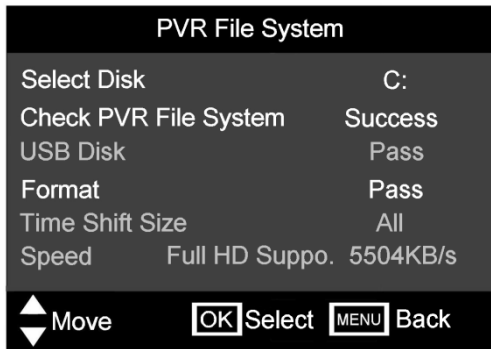 PVR File System
Select Disk C:
Check PVR File System Success
USB Disk Pass
Format Pass
Time Shift Size All
Speed Full HD Suppo. 5504KB/s
Move OK Select MENU Back